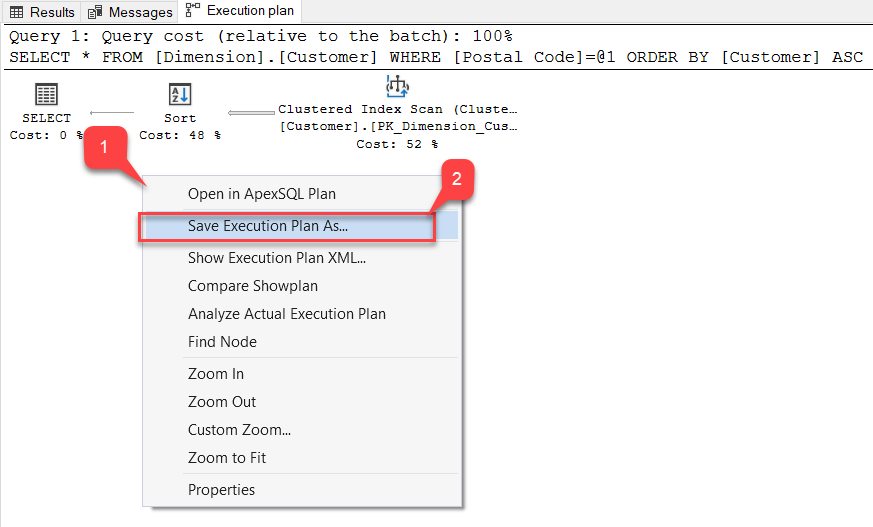 Results Messages Execution plan
Query 1: Query cost (relative to the batch): 100%
SELECT * FROM [Dimension].[Customer] WHERE [Postal Code]=@1 ORDER BY [Customer] ASC
SELECT
Cost: 0 %
Sort
Cost: 48 %
Clustered Index Scan (Cluste…
[Customer].[PK_Dimension_Cus…
Cost: 52 %
1
2
Open in ApexSQL Plan
Save Execution Plan As...
Show Execution Plan XML...
Compare Showplan
Analyze Actual Execution Plan
Find Node
Zoom In
Zoom Out
Custom Zoom...
Zoom to Fit
Properties